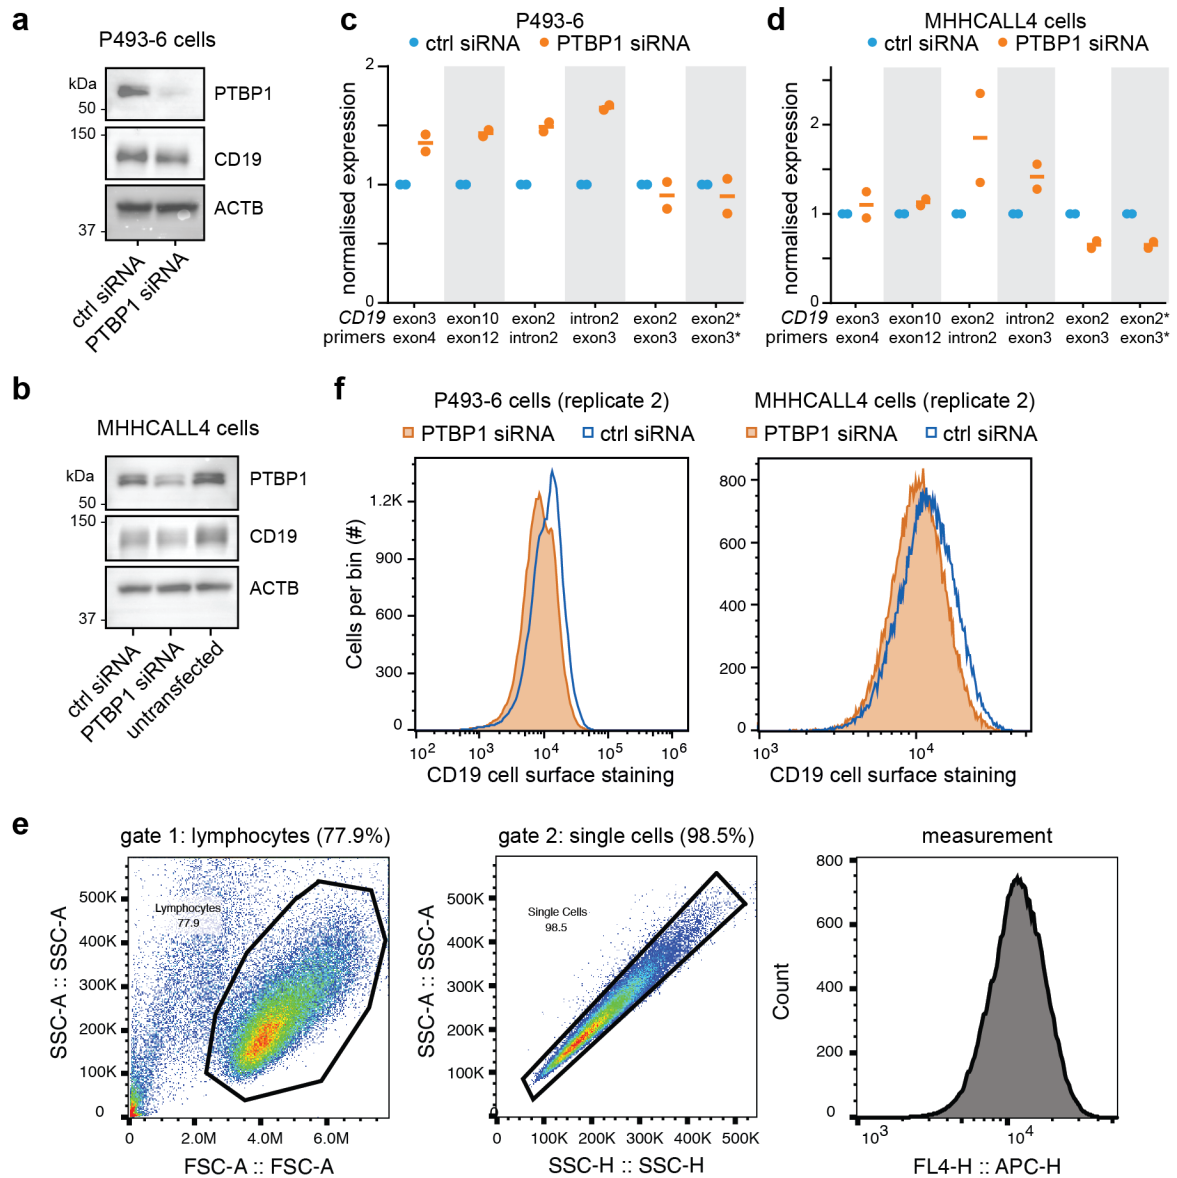 a
P493-6 cells
kDa
50
PTBP1
150
CD19
ACTB
37
ctrl siRNA
PTBP1 siRNA
c
P493-6
ctrl siRNA PTBP1 siRNA
normalised expression
2
1
0
CD19 exon3 exon10 exon2 intron2 exon2 exon2*
primers exon4 exon12 intron2 exon3 exon3 exon3*
d
MHHCALL4 cells
ctrl siRNA PTBP1 siRNA
normalised expression
2
1
0
CD19 exon3 exon10 exon2 intron2 exon2 exon2*
primers exon4 exon12 intron2 exon3 exon3 exon3*
b
MHHCALL4 cells
kDa
50
PTBP1
150
CD19
ACTB
37
ctrl siRNA
PTBP1 siRNA
untransfected
f
P493-6 cells (replicate 2)
PTBP1 siRNA ctrl siRNA
Cells per bin (#)
1.2K
900
600
300
0
10² 10³ 10⁴ 10⁵ 10⁶
CD19 cell surface staining
MHHCALL4 cells (replicate 2)
PTBP1 siRNA ctrl siRNA
800
600
400
200
0
10³ 10⁴
CD19 cell surface staining
e
gate 1: lymphocytes (77.9%)
SSC-A :: SSC-A
500K
400K
300K
200K
100K
0
Lymphocytes
77.9
0 2.0M 4.0M 6.0M
FSC-A :: FSC-A
gate 2: single cells (98.5%)
SSC-A :: SSC-A
500K
400K
300K
200K
100K
0
Single Cells
98.5
0 100K 200K 300K 400K 500K
SSC-H :: SSC-H
measurement
Count
800
600
400
200
0
10³ 10⁴
FL4-H :: APC-H